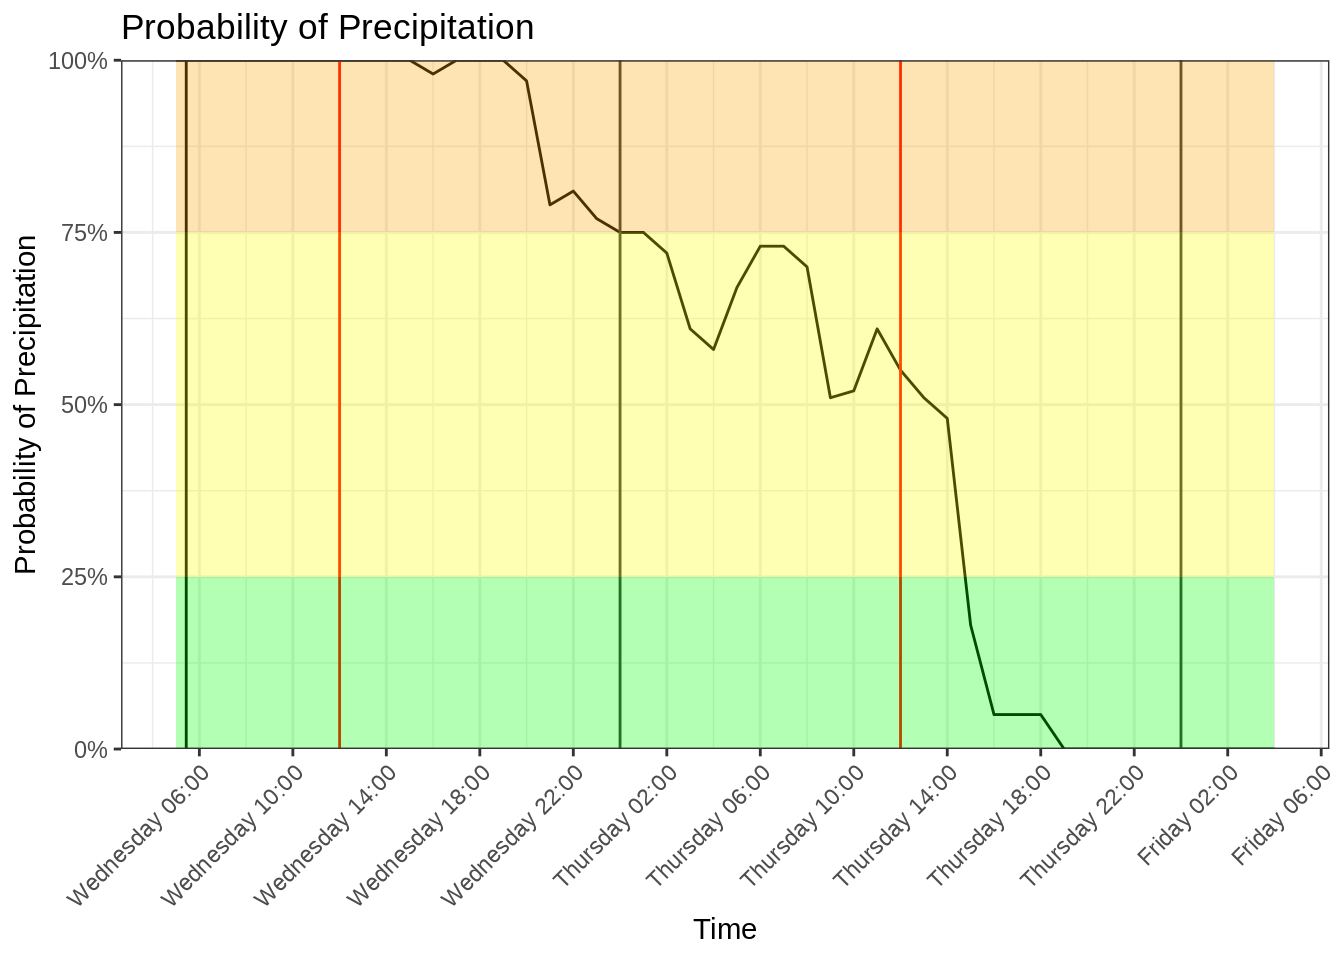 Probability of Precipitation
Probability of Precipitation
100%
75%
50%
25%
0%
Wednesday 06:00
Wednesday 10:00
Wednesday 14:00
Wednesday 18:00
Wednesday 22:00
Thursday 02:00
Thursday 06:00
Thursday 10:00
Thursday 14:00
Thursday 18:00
Thursday 22:00
Friday 02:00
Friday 06:00
Time